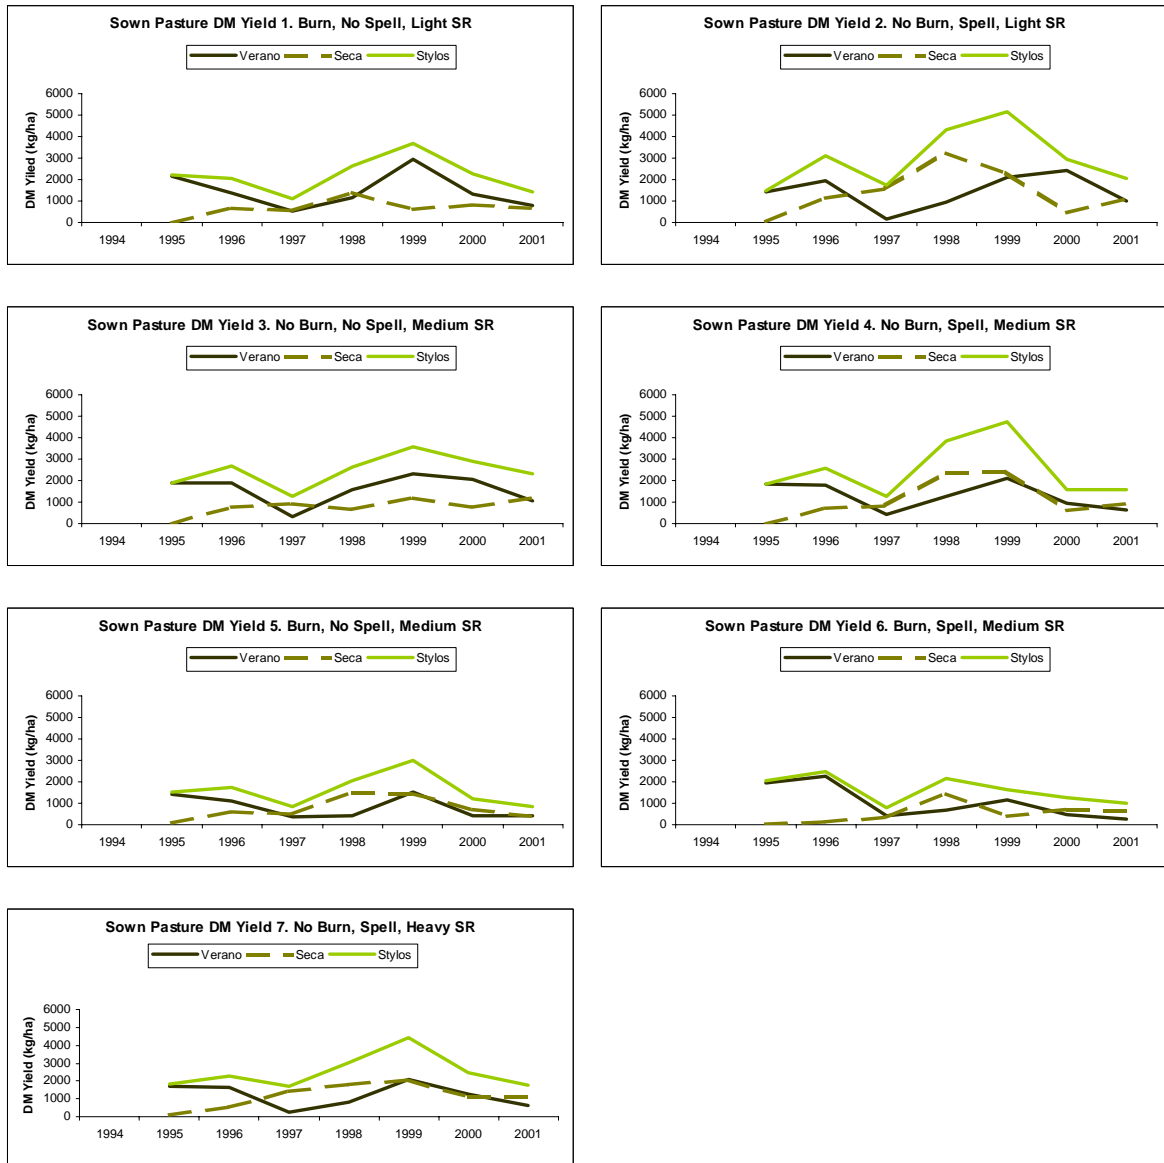 Sown Pasture DM Yield 1. Burn, No Spell, Light SR
Verano Seca Stylos
DM Yiled (kg/ha)
6000
5000
4000
3000
2000
1000
0
1994 1995 1996 1997 1998 1999 2000 2001
Sown Pasture DM Yield 2. No Burn, Spell, Light SR
Verano Seca Stylos
DM Yield (kg/ha)
6000
5000
4000
3000
2000
1000
0
1994 1995 1996 1997 1998 1999 2000 2001
Sown Pasture DM Yield 3. No Burn, No Spell, Medium SR
Verano Seca Stylos
DM Yield (kg/ha)
6000
5000
4000
3000
2000
1000
0
1994 1995 1996 1997 1998 1999 2000 2001
Sown Pasture DM Yield 4. No Burn, Spell, Medium SR
Verano Seca Stylos
DM Yield (kg/ha)
6000
5000
4000
3000
2000
1000
0
1994 1995 1996 1997 1998 1999 2000 2001
Sown Pasture DM Yield 5. Burn, No Spell, Medium SR
Verano Seca Stylos
DM Yield (kg/ha)
6000
5000
4000
3000
2000
1000
0
1994 1995 1996 1997 1998 1999 2000 2001
Sown Pasture DM Yield 6. Burn, Spell, Medium SR
Verano Seca Stylos
DM Yield (kg/ha)
6000
5000
4000
3000
2000
1000
0
1994 1995 1996 1997 1998 1999 2000 2001
Sown Pasture DM Yield 7. No Burn, Spell, Heavy SR
Verano Seca Stylos
DM Yield (kg/ha)
6000
5000
4000
3000
2000
1000
0
1994 1995 1996 1997 1998 1999 2000 2001